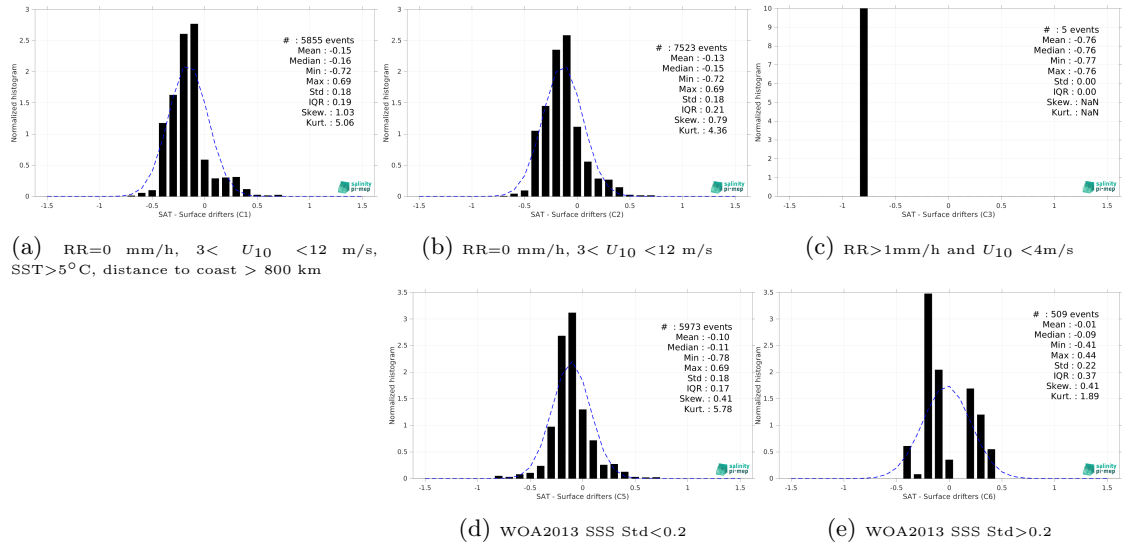 3
2.5
2
1.5
1
0.5
0
-1.5 -1 -0.5 0 0.5 1 1.5
Normalized histogram
SAT - Surface drifters (C1)
# : 5855 events
Mean : -0.15
Median : -0.16
Min : -0.72
Max : 0.69
Std : 0.18
IQR : 0.19
Skew. : 1.03
Kurt. : 5.06
salinity
pi-mep
(a) RR=0 mm/h, 3< U10 <12 m/s,
SST>5°C, distance to coast > 800 km
3
2.5
2
1.5
1
0.5
0
-1.5 -1 -0.5 0 0.5 1 1.5
Normalized histogram
SAT - Surface drifters (C2)
# : 7523 events
Mean : -0.13
Median : -0.15
Min : -0.72
Max : 0.69
Std : 0.18
IQR : 0.21
Skew. : 0.79
Kurt. : 4.36
salinity
pi-mep
(b) RR=0 mm/h, 3< U10 <12 m/s
10
9
8
7
6
5
4
3
2
1
0
-1.5 -1 -0.5 0 0.5 1 1.5
Normalized histogram
SAT - Surface drifters (C3)
# : 5 events
Mean : -0.76
Median : -0.76
Min : -0.77
Max : -0.76
Std : 0.00
IQR : 0.00
Skew. : NaN
Kurt. : NaN
salinity
pi-mep
(c) RR>1mm/h and U10 <4m/s
3.5
3
2.5
2
1.5
1
0.5
0
-1.5 -1 -0.5 0 0.5 1 1.5
Normalized histogram
SAT - Surface drifters (C5)
# : 5973 events
Mean : -0.10
Median : -0.11
Min : -0.78
Max : 0.69
Std : 0.18
IQR : 0.17
Skew. : 0.41
Kurt. : 5.78
salinity
pi-mep
(d) WOA2013 SSS Std<0.2
3.5
3
2.5
2
1.5
1
0.5
0
-1.5 -1 -0.5 0 0.5 1 1.5
Normalized histogram
SAT - Surface drifters (C6)
# : 509 events
Mean : -0.01
Median : -0.09
Min : -0.41
Max : 0.44
Std : 0.22
IQR : 0.37
Skew. : 0.41
Kurt. : 1.89
salinity
pi-mep
(e) WOA2013 SSS Std>0.2